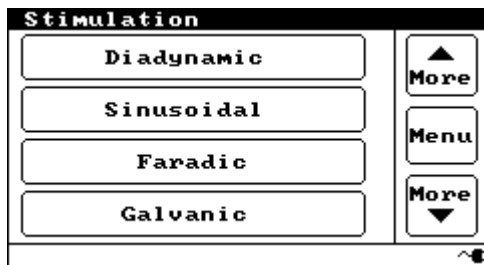 Stimulation
Diadynamic
Sinusoidal
Faradic
Galvanic
More
Menu
More